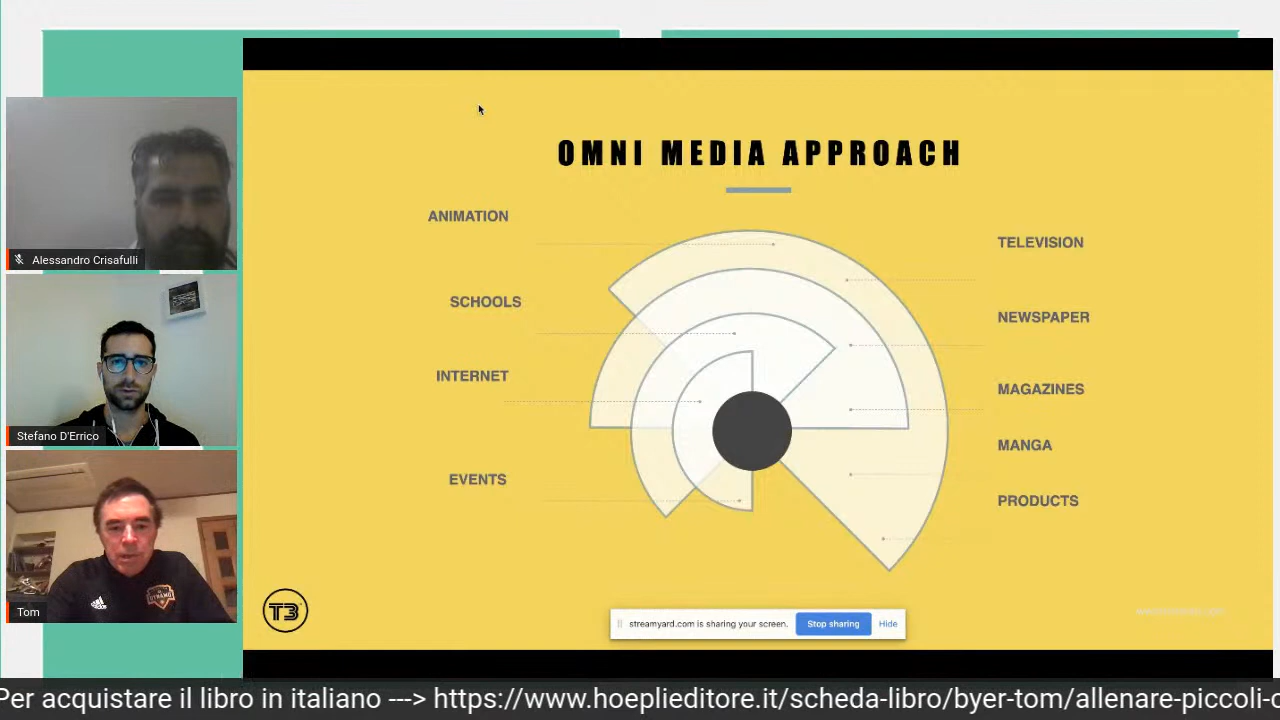 OMNI MEDIA APPROACH
ANIMATION
TELEVISION
SCHOOLS
NEWSPAPER
INTERNET
MAGAZINES
MANGA
EVENTS
PRODUCTS
Alessandro Crisafulli
Stefano D'Errico
Tom
DYNAMO
T3
streamyard.com is sharing your screen. Stop sharing Hide
Per acquistare il libro in italiano ---> https://www.hoeplieditore.it/scheda-libro/byer-tom/allenare-piccoli-c